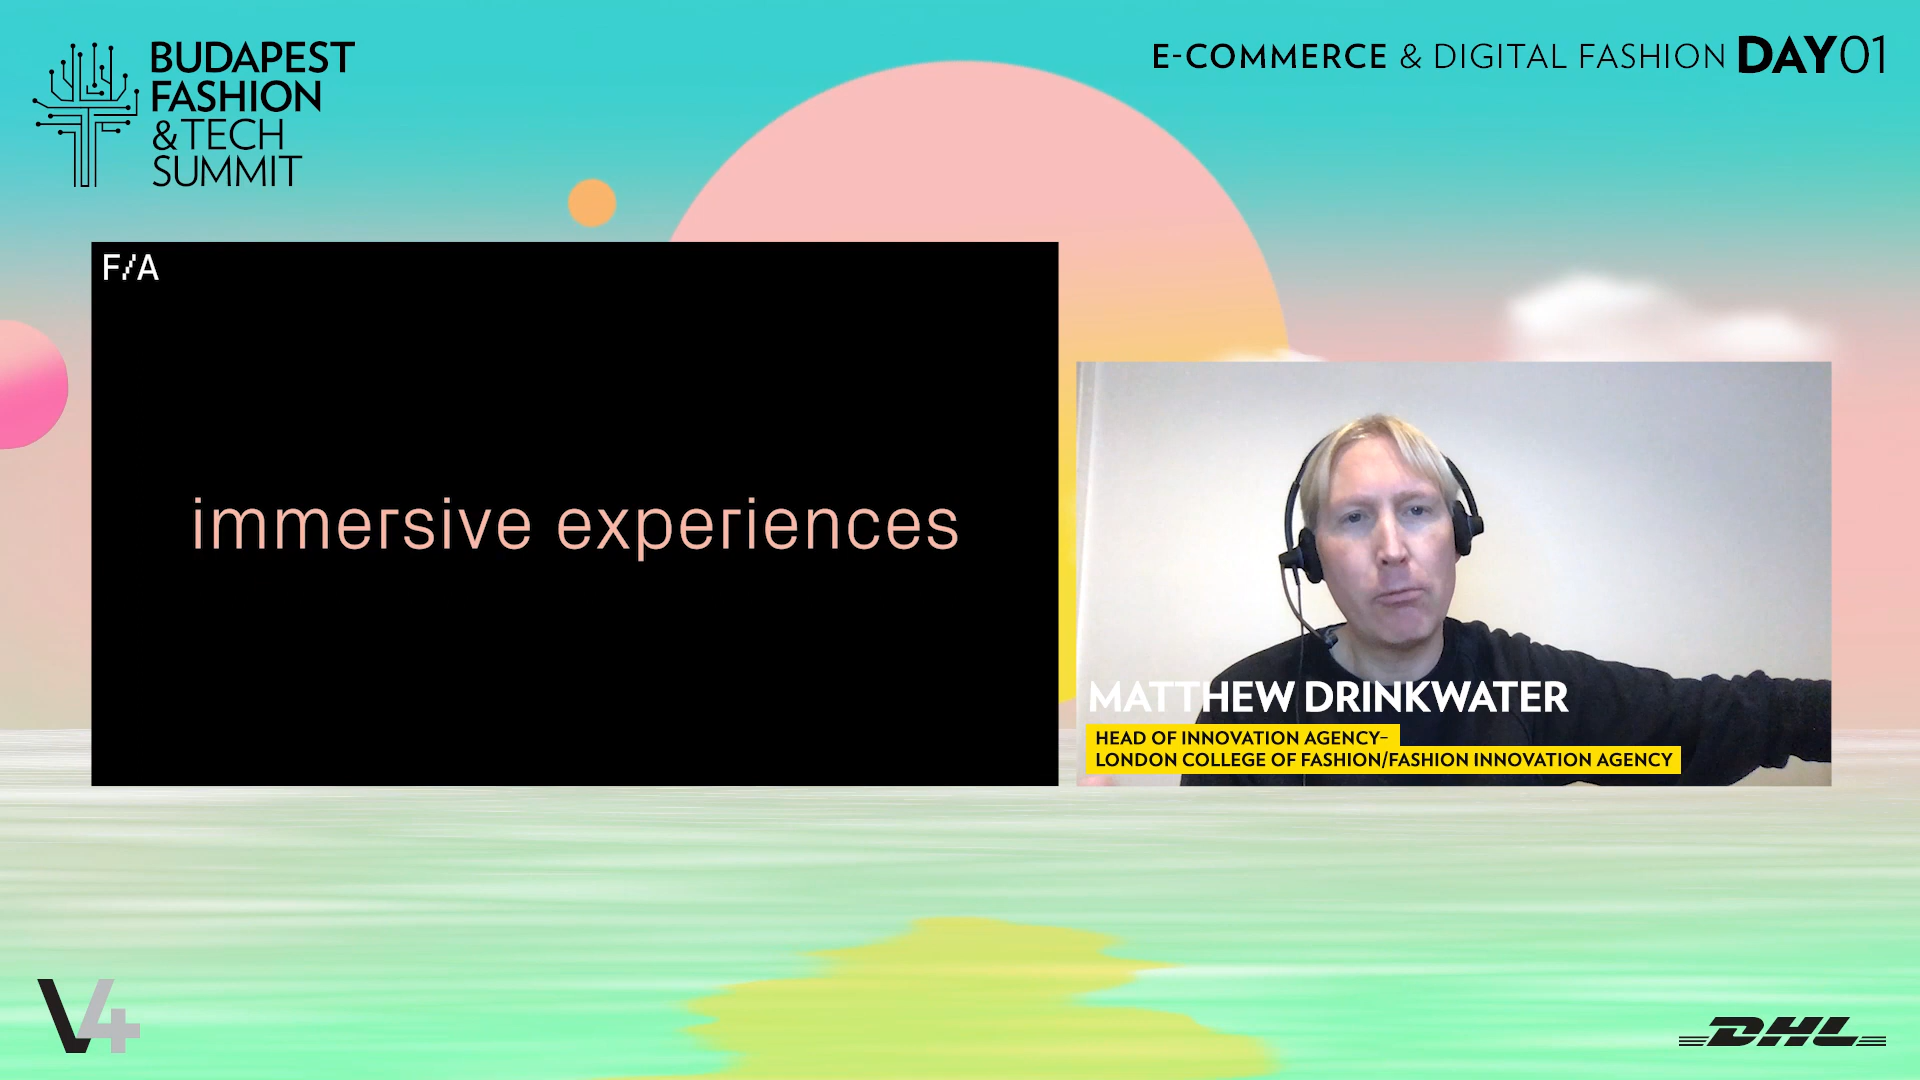 BUDAPEST
FASHION
&TECH
SUMMIT
E-COMMERCE & DIGITAL FASHION DAY01
F/A
immersive experiences
MATTHEW DRINKWATER
HEAD OF INNOVATION AGENCY–
LONDON COLLEGE OF FASHION/FASHION INNOVATION AGENCY
V4
DHL